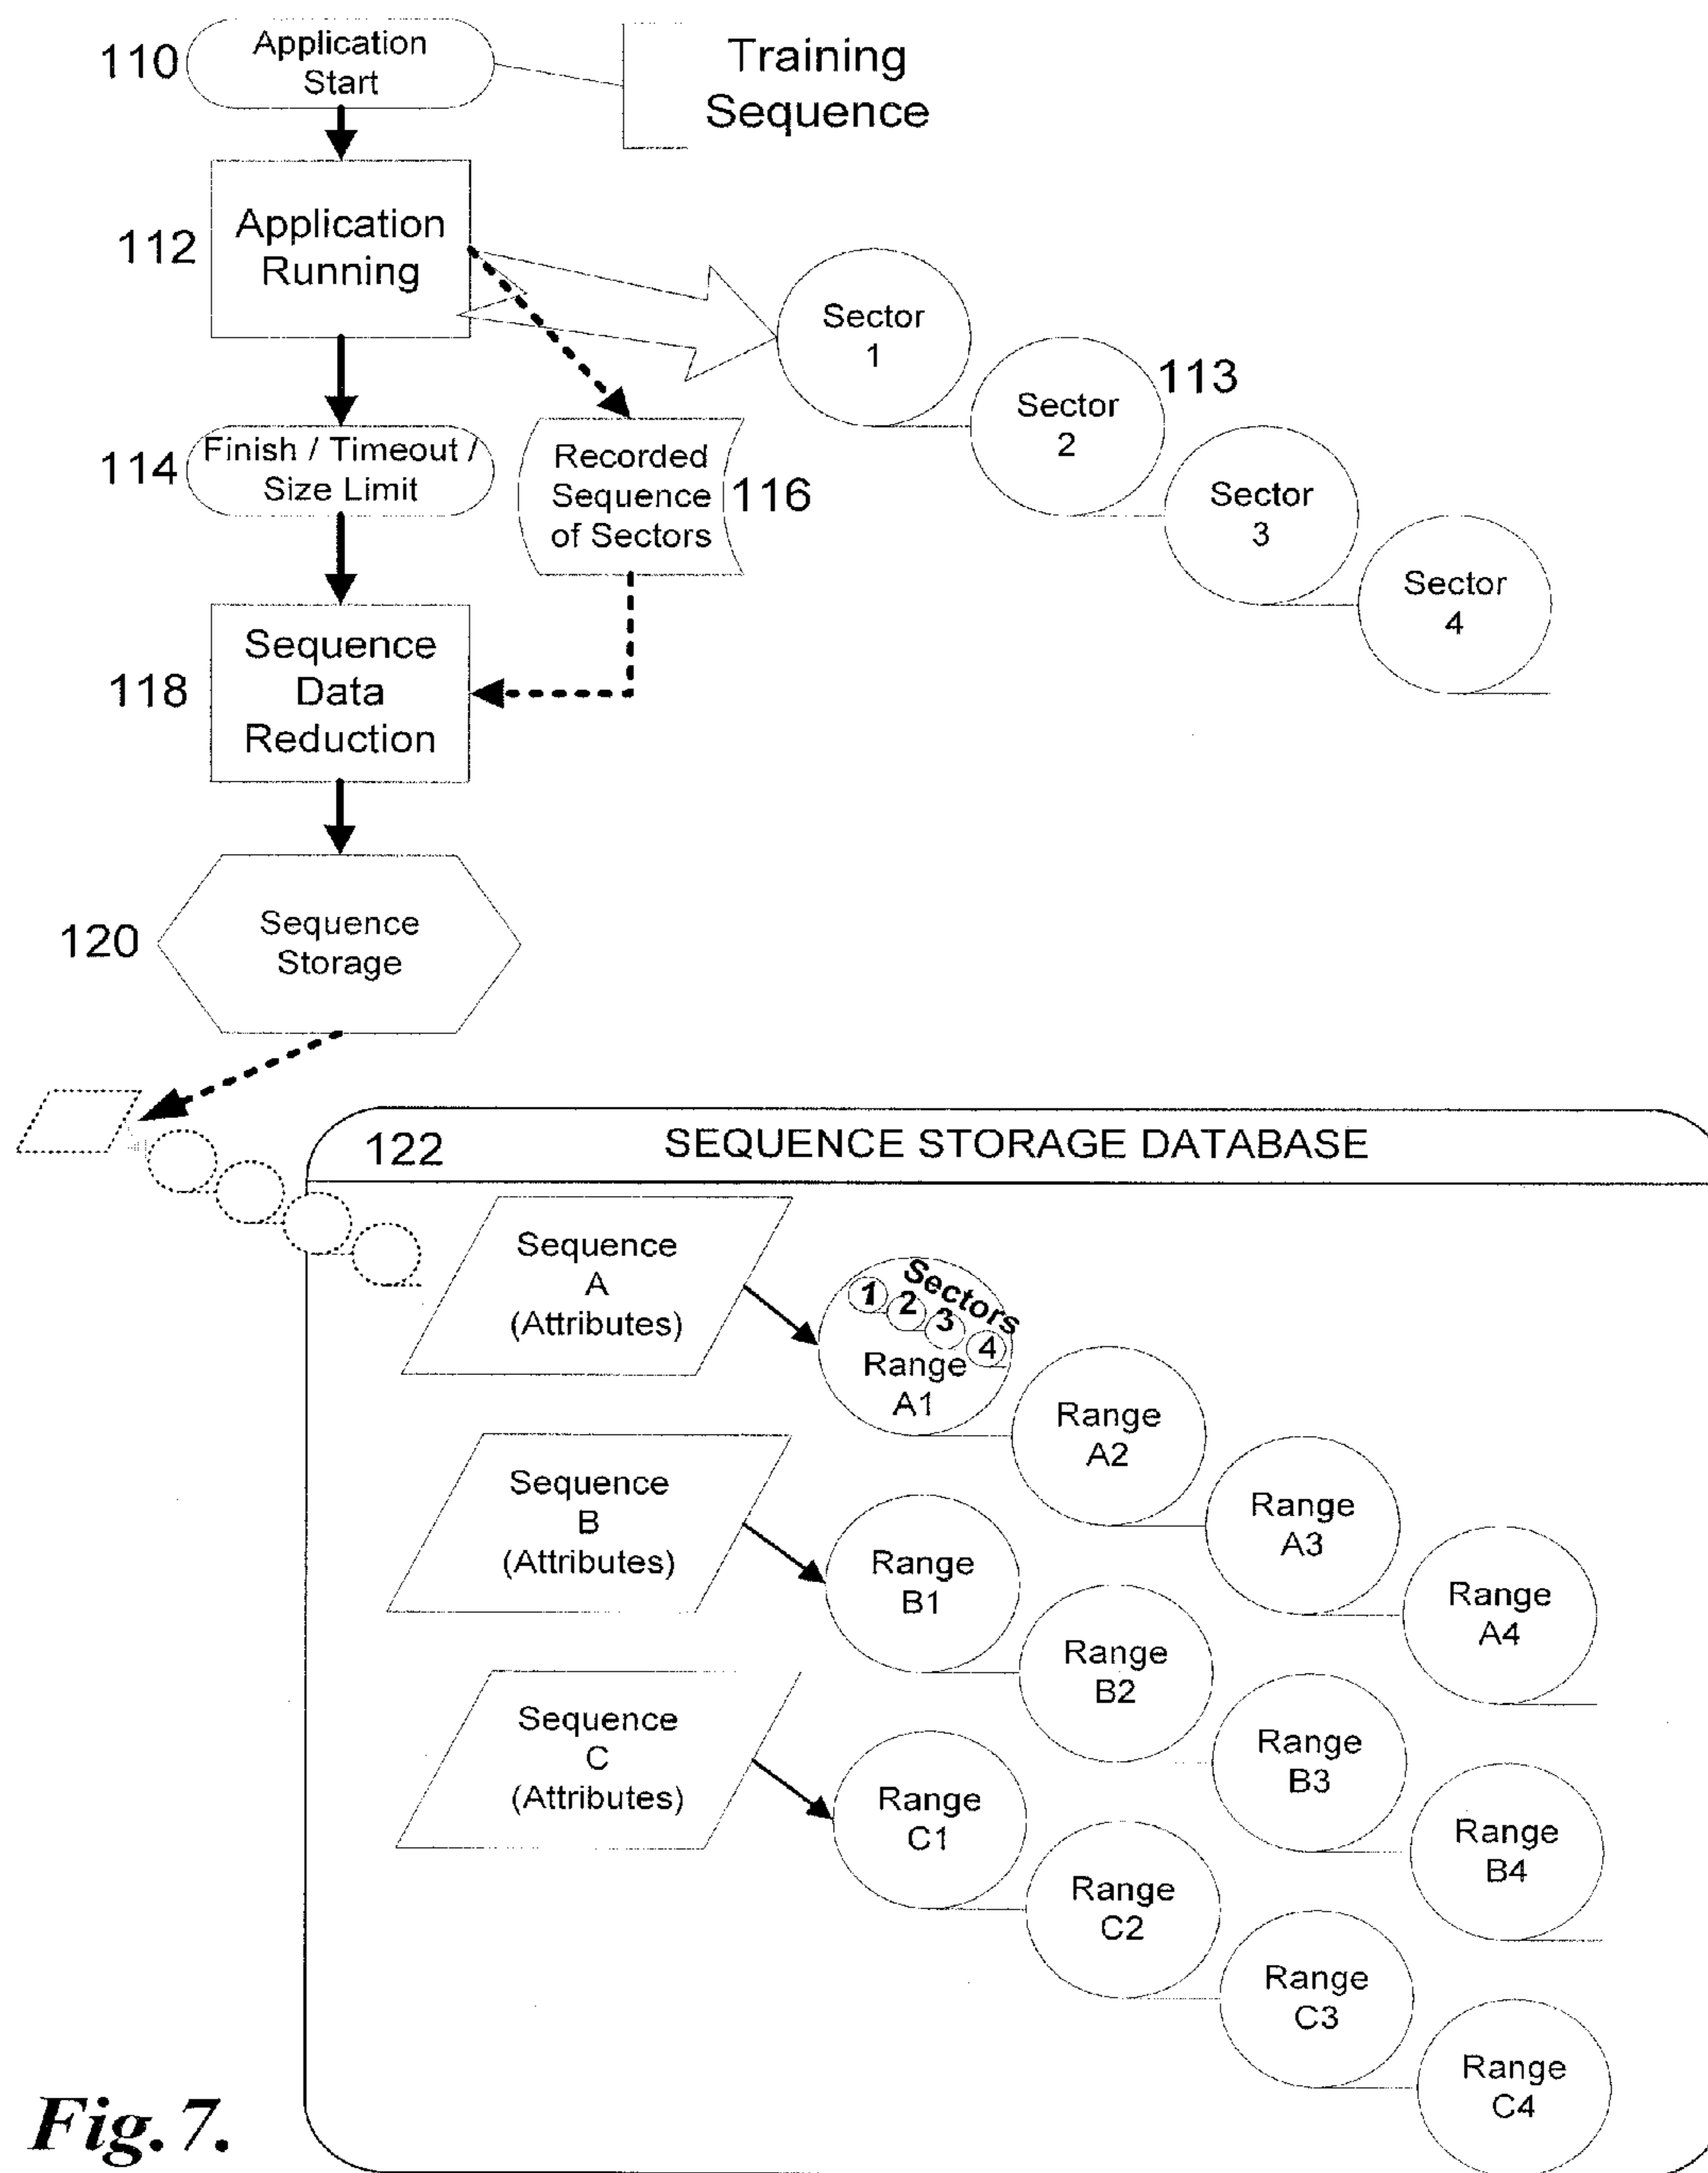 110
Application
Start
Training
Sequence
112
Application
Running
Sector
1
113
Sector
2
Sector
3
Sector
4
114
Finish / Timeout /
Size Limit
Recorded
Sequence
of Sectors
116
118
Sequence
Data
Reduction
120
Sequence
Storage
122
SEQUENCE STORAGE DATABASE
Sequence
A
(Attributes)
Sectors
1
2
3
4
Range
A1
Range
A2
Range
A3
Range
A4
Sequence
B
(Attributes)
Range
B1
Range
B2
Range
B3
Range
B4
Sequence
C
(Attributes)
Range
C1
Range
C2
Range
C3
Range
C4
Fig. 7.